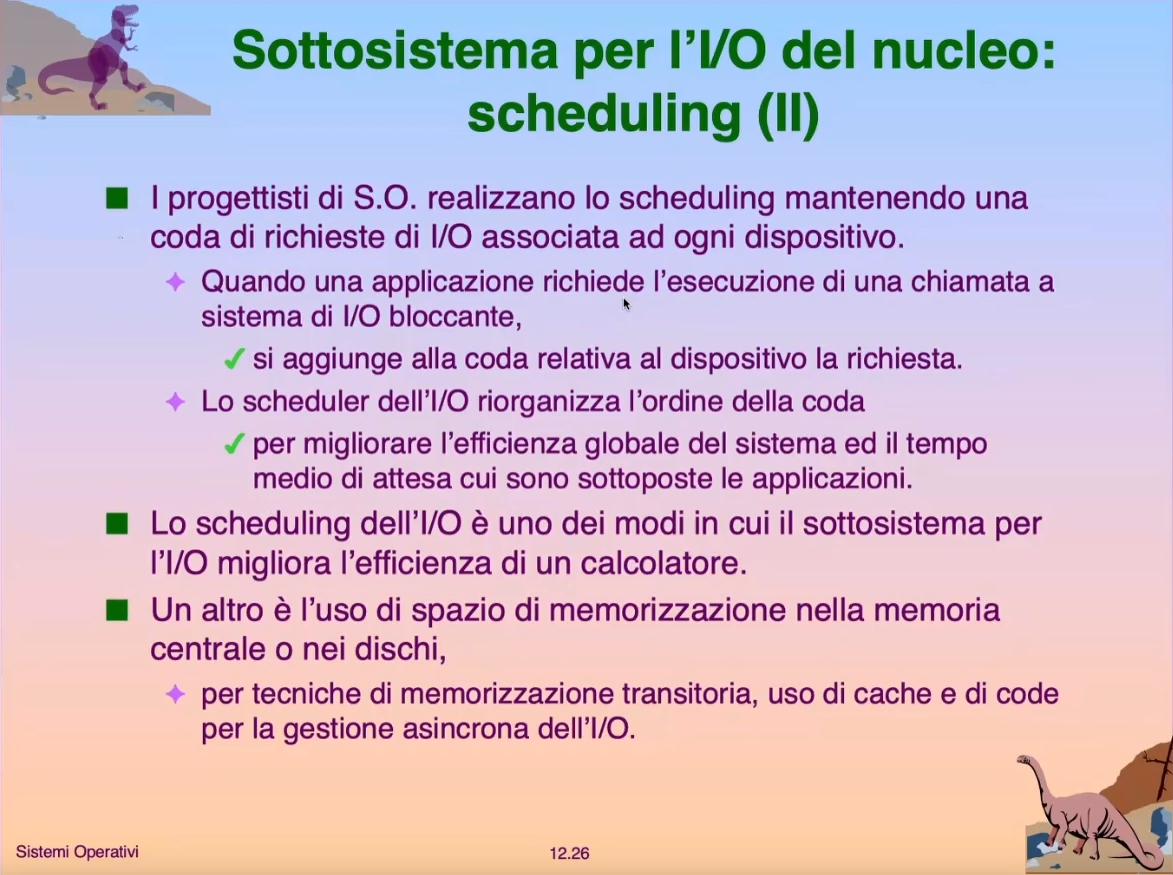 Sottosistema per l'I/O del nucleo:
scheduling (II)
I progettisti di S.O. realizzano lo scheduling mantenendo una
coda di richieste di I/O associata ad ogni dispositivo.
Quando una applicazione richiede l'esecuzione di una chiamata a
sistema di I/O bloccante,
si aggiunge alla coda relativa al dispositivo la richiesta.
Lo scheduler dell'I/O riorganizza l'ordine della coda
per migliorare l'efficienza globale del sistema ed il tempo
medio di attesa cui sono sottoposte le applicazioni.
Lo scheduling dell'I/O è uno dei modi in cui il sottosistema per
l'I/O migliora l'efficienza di un calcolatore.
Un altro è l'uso di spazio di memorizzazione nella memoria
centrale o nei dischi,
per tecniche di memorizzazione transitoria, uso di cache e di code
per la gestione asincrona dell'I/O.
Sistemi Operativi
12.26